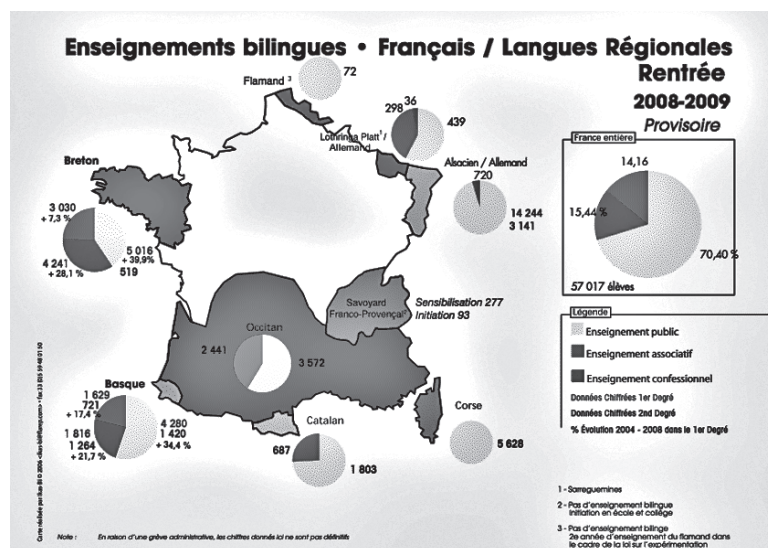 Enseignements bilingues • Français / Langues Régionales
Rentrée
2008-2009
Provisoire
Flamand 3
72
298 36
439
Lothringa Platt 1 /
Allemand
Alsacien / Allemand
720
14 244
3 141
Breton
3 030
+ 7,3 %
4 241
+ 28,1 %
5 016
+ 39,9%
519
France entière
14,16
15,44 %
70,40 %
57 017 élèves
Savoyard
Franco-Provençal 2
Sensibilisation 277
Initiation 93
Occitan
2 441
3 572
Légende
Enseignement public
Enseignement associatif
Enseignement confessionnel
Données Chiffrées 1er Degré
Données Chiffrées 2nd Degré
% Évolution 2004 - 2008 dans le 1er Degré
Basque
1 629
721
+ 17,4 %
1 816
1 264
+ 21,7 %
4 280
1 420
+ 34,4 %
Catalan
687
1 803
Corse
5 628
1 - Sarreguemines
2 - Pas d'enseignement bilingue
initiation en école et collège
3 - Pas d'enseignement bilinge
2e année d'enseignement du flamand dans
le cadre de la loi sur l'expérimentation
Note :
En raison d'une grève administrative, les chiffres donnés ici ne sont pas définitifs
Carte réalisée par